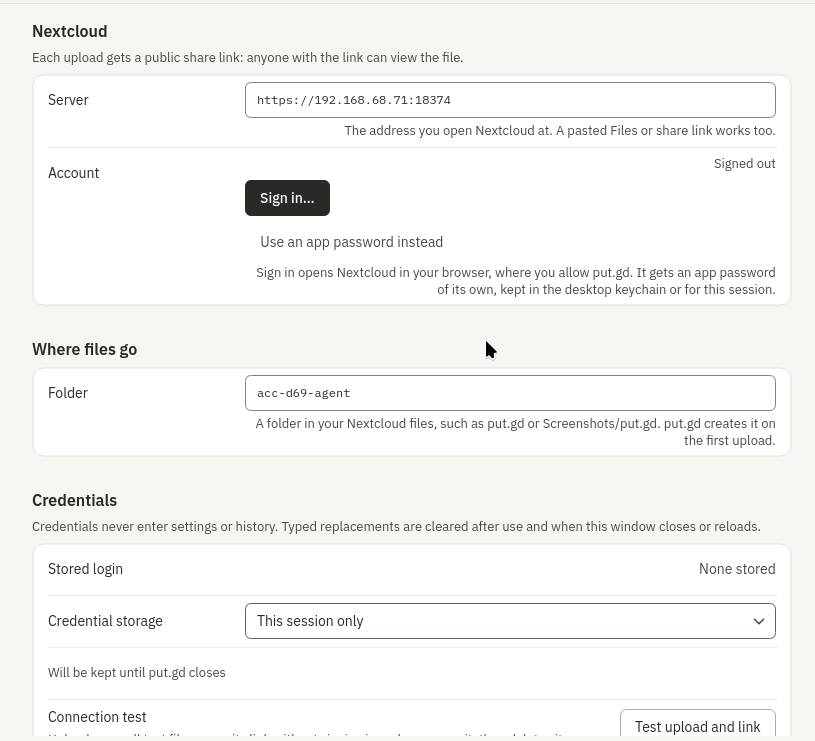 Nextcloud
Each upload gets a public share link: anyone with the link can view the file.
Server
https://192.168.68.71:18374
The address you open Nextcloud at. A pasted Files or share link works too.
Account
Signed out
Sign in...
Use an app password instead
Sign in opens Nextcloud in your browser, where you allow put.gd. It gets an app password
of its own, kept in the desktop keychain or for this session.
Where files go
Folder
acc-d69-agent
A folder in your Nextcloud files, such as put.gd or Screenshots/put.gd. put.gd creates it on
the first upload.
Credentials
Credentials never enter settings or history. Typed replacements are cleared after use and when this window closes or reloads.
Stored login
None stored
Credential storage
This session only
Will be kept until put.gd closes
Connection test
Test upload and link